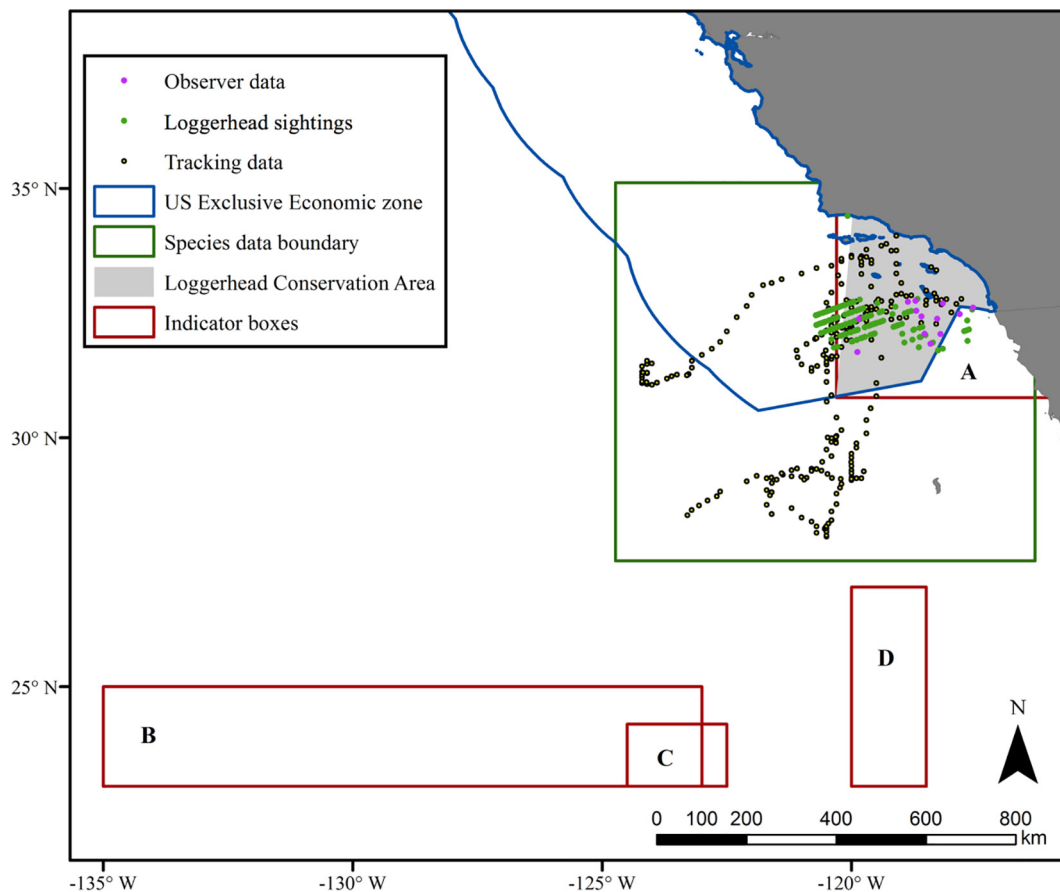 Observer data
Loggerhead sightings
Tracking data
US Exclusive Economic zone
Species data boundary
Loggerhead Conservation Area
Indicator boxes
35° N
30° N
25° N
A
B
C
D
N
0 100 200 400 600 800
km
-135° W -130° W -125° W -120° W